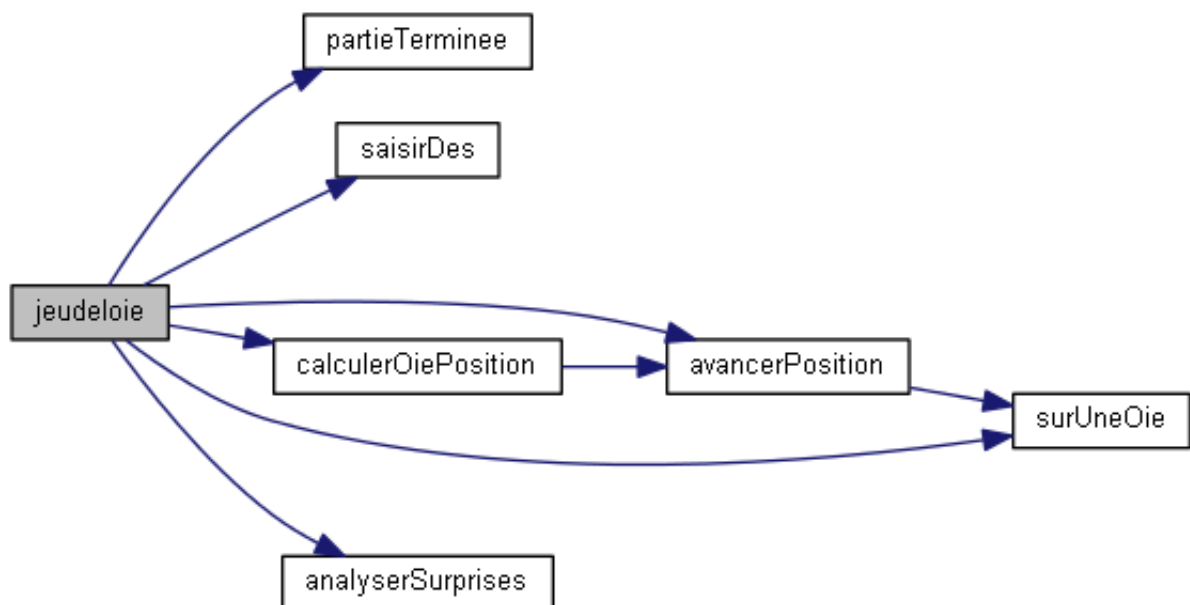 partieTerminee
saisirDes
jeudeloie
calculerOiePosition
avancerPosition
surUneOie
analyserSurprises